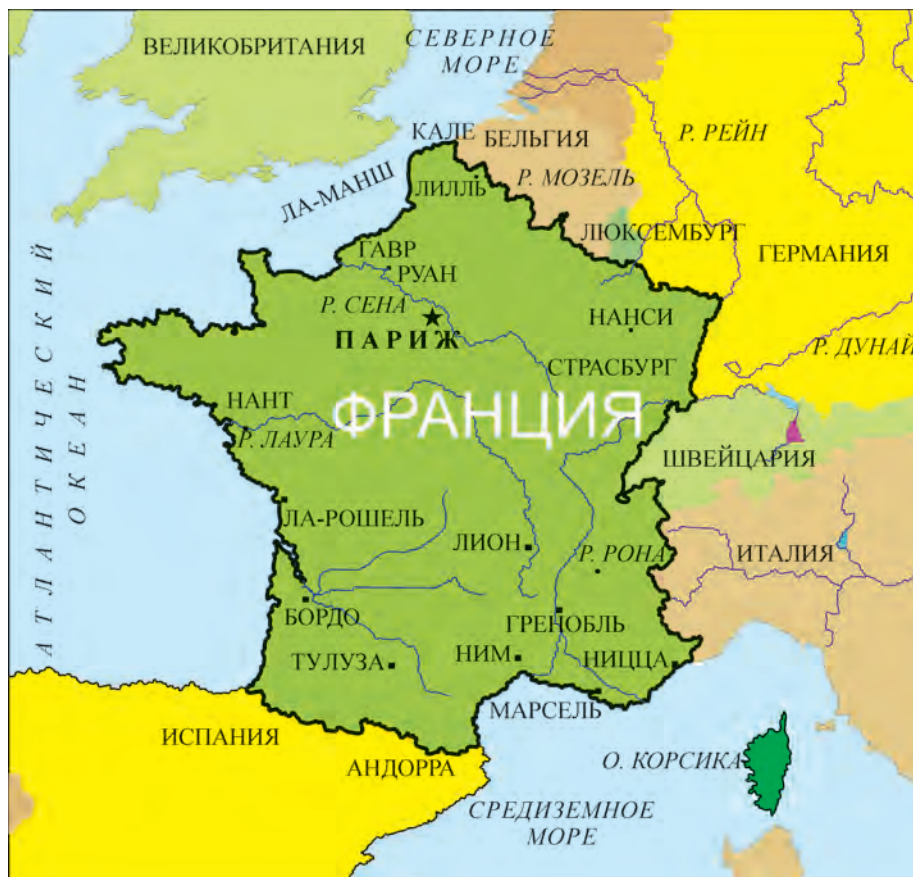 ВЕЛИКОБРИТАНИЯ
СЕВЕРНОЕ
МОРЕ
КАЛЕ
БЕЛЬГИЯ
Р. РЕЙН
Р. МОЗЕЛЬ
ЛА-МАНШ
ЛИЛЛЬ
ЛЮКСЕМБУРГ
ГАВР
РУАН
ГЕРМАНИЯ
Р. СЕНА
НАНСИ
ПАРИЖ
Р. ДУНАЙ
СТРАСБУРГ
АТЛАНТИЧЕСКИЙ
ОКЕАН
НАНТ
ФРАНЦИЯ
Р. ЛАУРА
ШВЕЙЦАРИЯ
ЛА-РОШЕЛЬ
ЛИОН
Р. РОНА
ИТАЛИЯ
БОРДО
ГРЕНОБЛЬ
ТУЛУЗА
НИМ
НИЦЦА
МАРСЕЛЬ
ИСПАНИЯ
АНДОРРА
О. КОРСИКА
СРЕДИЗЕМНОЕ
МОРЕ